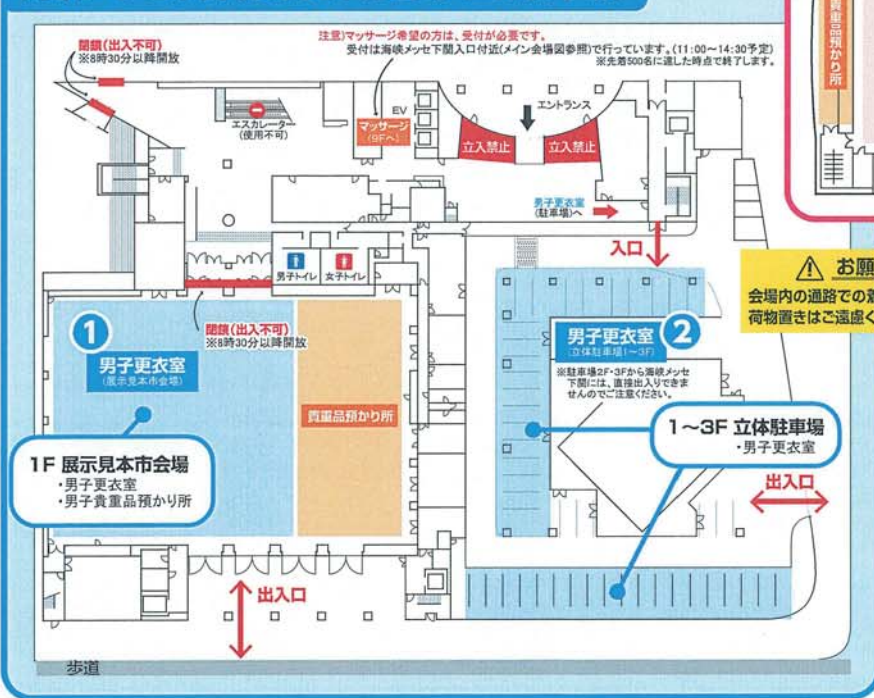 注意)マッサージ希望の方は、受付が必要です。
受付は海峡メッセ下関入口付近(メイン会場図参照)で行っています。(11:00~14:30予定)
※先着500名に達した時点で終了します。
閉鎖(出入不可)
※8時30分以降開放
エスカレーター
(使用不可)
EV
マッサージ
(9Fへ)
エントランス
立入禁止
立入禁止
男子更衣室
(駐車場)へ
入口
貴重品預かり所
男子トイレ
女子トイレ
閉鎖(出入不可)
※8時30分以降開放
1
男子更衣室
(展示見本市会場)
貴重品預かり所
1F 展示見本市会場
・男子更衣室
・男子貴重品預かり所
男子更衣室
(立体駐車場1~3F)
2
※駐車場2F・3Fから海峡メッセ
下関には、直接出入りできま
せんのでご注意ください。
1~3F 立体駐車場
・男子更衣室
出入口
出入口
歩道
お願
会場内の通路での
荷物置きはご遠慮く